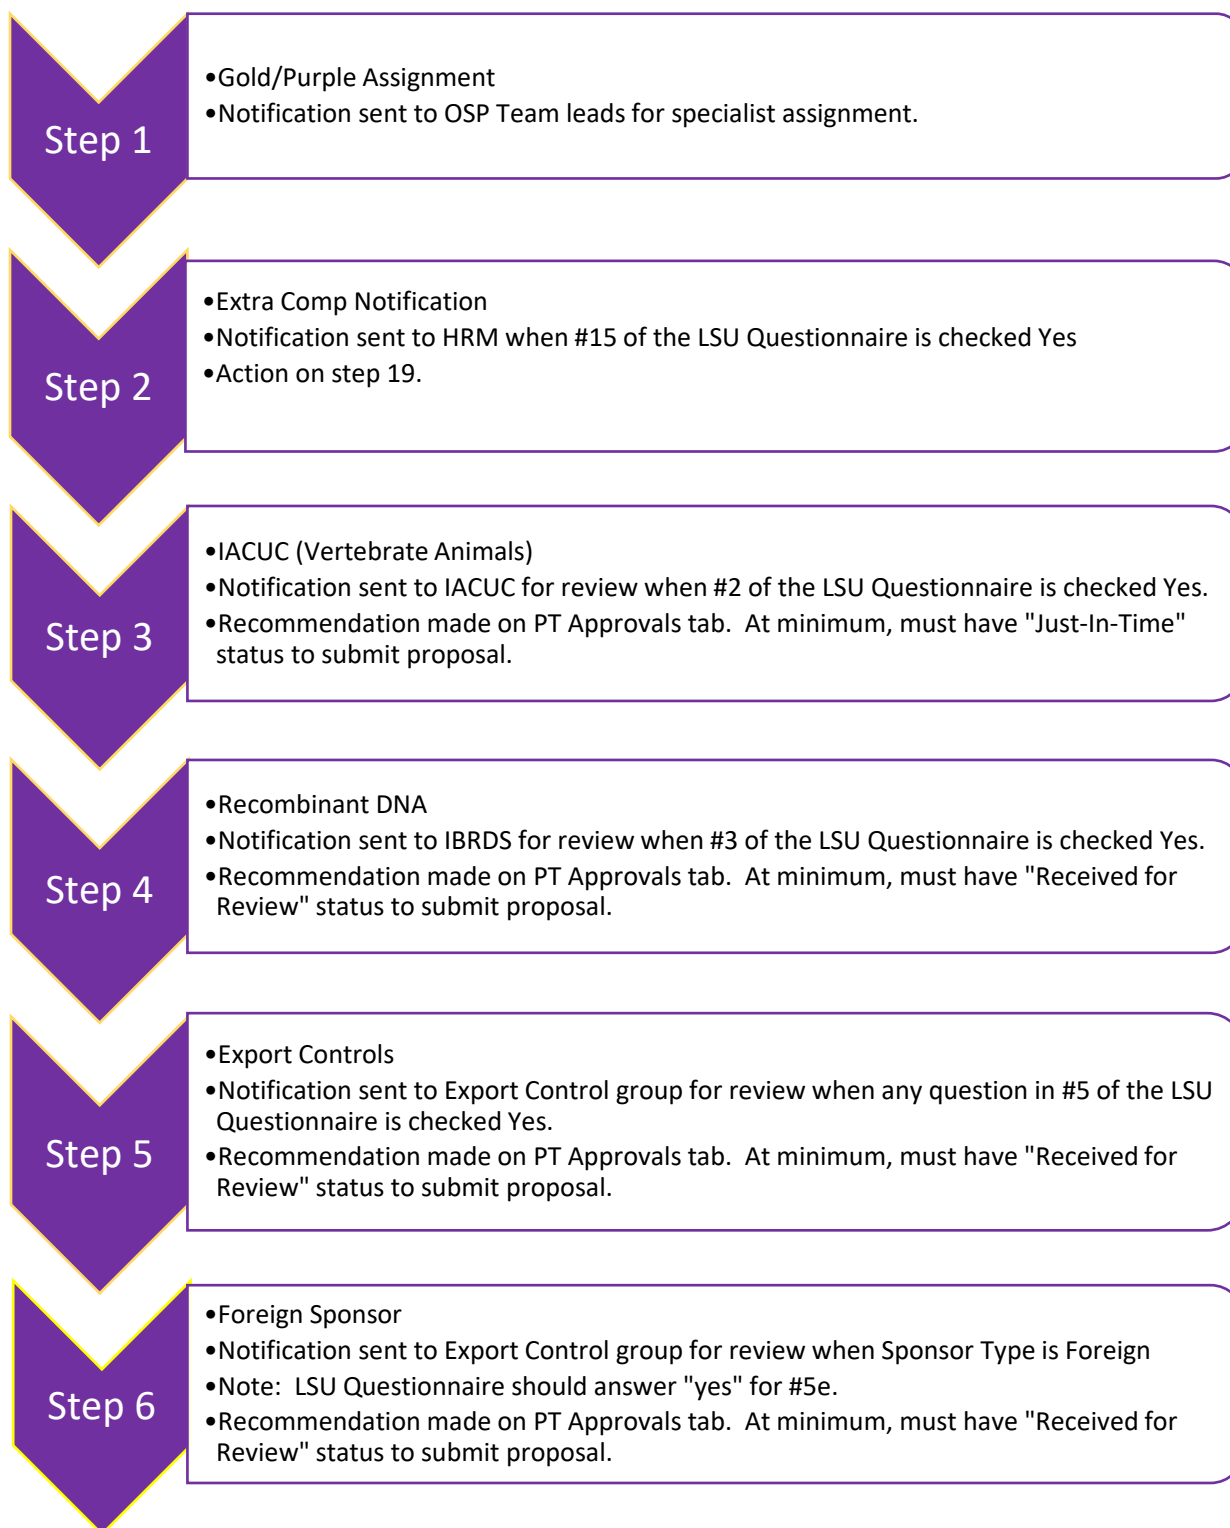 Step 1
•Gold/Purple Assignment
•Notification sent to OSP Team leads for specialist assignment.
Step 2
•Extra Comp Notification
•Notification sent to HRM when #15 of the LSU Questionnaire is checked Yes
•Action on step 19.
Step 3
•IACUC (Vertebrate Animals)
•Notification sent to IACUC for review when #2 of the LSU Questionnaire is checked Yes.
•Recommendation made on PT Approvals tab.  At minimum, must have "Just-In-Time"
status to submit proposal.
Step 4
•Recombinant DNA
•Notification sent to IBRDS for review when #3 of the LSU Questionnaire is checked Yes.
•Recommendation made on PT Approvals tab.  At minimum, must have "Received for
Review" status to submit proposal.
Step 5
•Export Controls
•Notification sent to Export Control group for review when any question in #5 of the LSU
Questionnaire is checked Yes.
•Recommendation made on PT Approvals tab.  At minimum, must have "Received for
Review" status to submit proposal.
Step 6
•Foreign Sponsor
•Notification sent to Export Control group for review when Sponsor Type is Foreign
•Note:  LSU Questionnaire should answer "yes" for #5e.
•Recommendation made on PT Approvals tab.  At minimum, must have "Received for
Review" status to submit proposal.